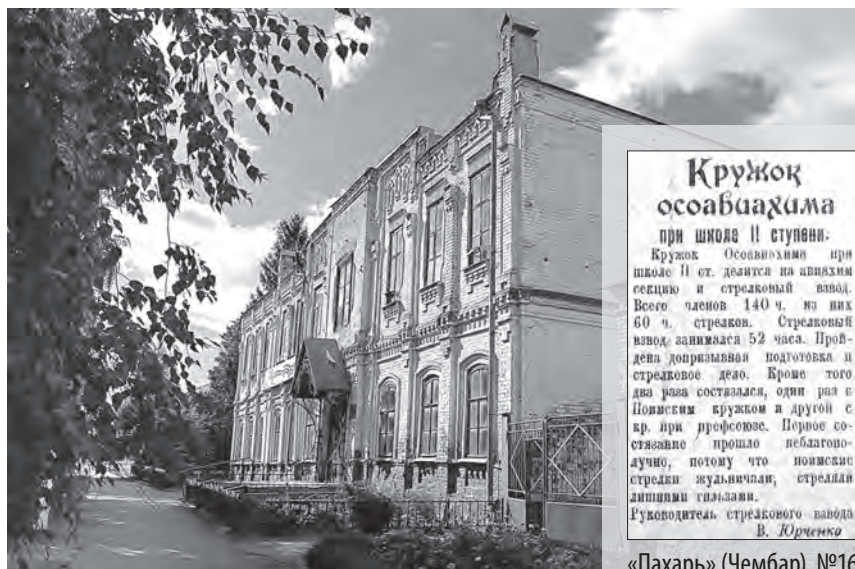 Кружок
осоавиахима
при школе II ступени.
Кружок Осоавиахима при
школе II ст. делится на авиахим
секцию и стрелковый взвод.
Всего членов 140 ч. из них
60 ч. стрелков. Стрелковый
взвод занимался 52 часа. Прой-
дена допризывная подготовка и
стрелковое дело. Кроме того
два раза состязался, один раз с
Поимским кружком и другой с
кр. при ррофсоюзе. Первое со-
стязание прошло неблагопо-
лучно, потому что поимские
стрелки жульничали, стреляли
лишними гильзами.
Руководитель стрелкового взвода
В. Юрченко
«Пахарь» (Чембар), №16